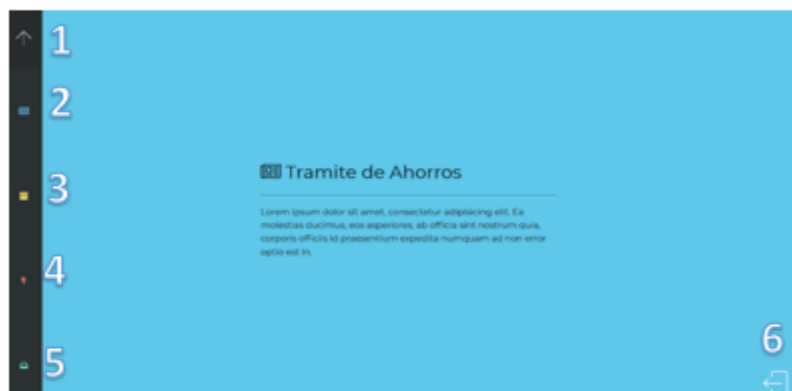 1
2
3
4
5
6
Tramite de Ahorros
Lorem ipsum dolor sit amet, consectetur adipisicing elit. Ea
molestias ducimus, eos asperiores, ab officia sint nostrum quia,
corporis officiis id praesentium expedita numquam ad non error
optio est in.